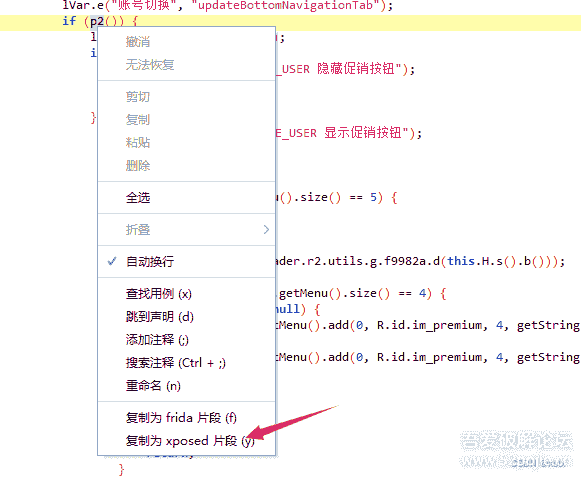 lVar.e("账号切换", "updateBottomNavigationTab");
if (p2()) {
l
;
i
_USER 隐藏促销按钮");
}
E_USER 显示促销按钮");
u().size() == 5) {
ader.r2.utils.g.f9982a.d(this.H.s().b());
.getMenu().size() == 4) {
null) {
tMenu().add(0, R.id.im_premium, 4, getString
tMenu().add(0, R.id.im_premium, 4, getString
}
撤消
无法恢复
剪切
复制
粘贴
删除
全选
折叠
自动换行
查找用例 (x)
跳到声明 (d)
添加注释 (;)
搜索注释 (Ctrl + ;)
重命名 (n)
复制为 frida 片段 (f)
复制为 xposed 片段 (y)
吾爱破解论坛